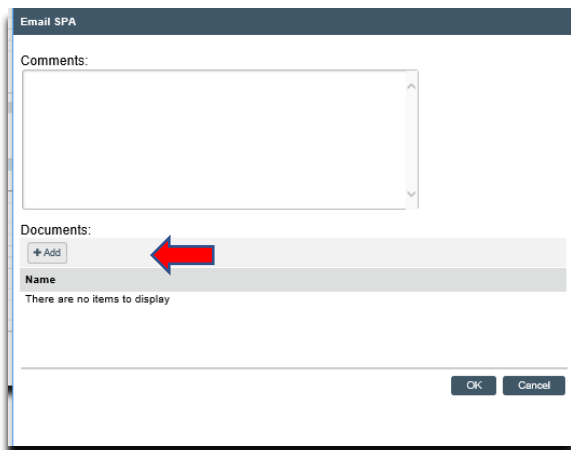 Email SPA
Comments:
Documents:
+ Add
Name
There are no items to display
OK Cancel